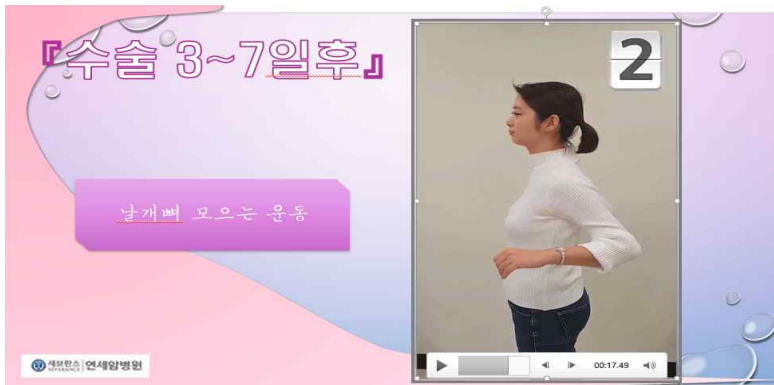 『수술 3~7일후』
2
날개뼈 모으는 운동
00:17.49
세브란스 연세암병원
SEVERANCE